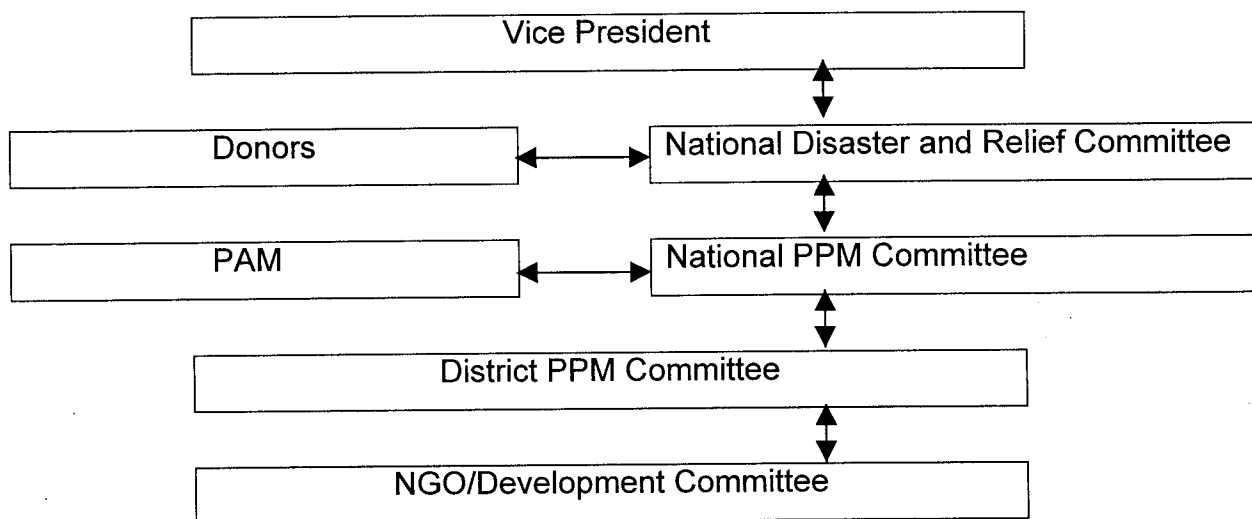 Vice President
Donors
National Disaster and Relief Committee
PAM
National PPM Committee
District PPM Committee
NGO/Development Committee